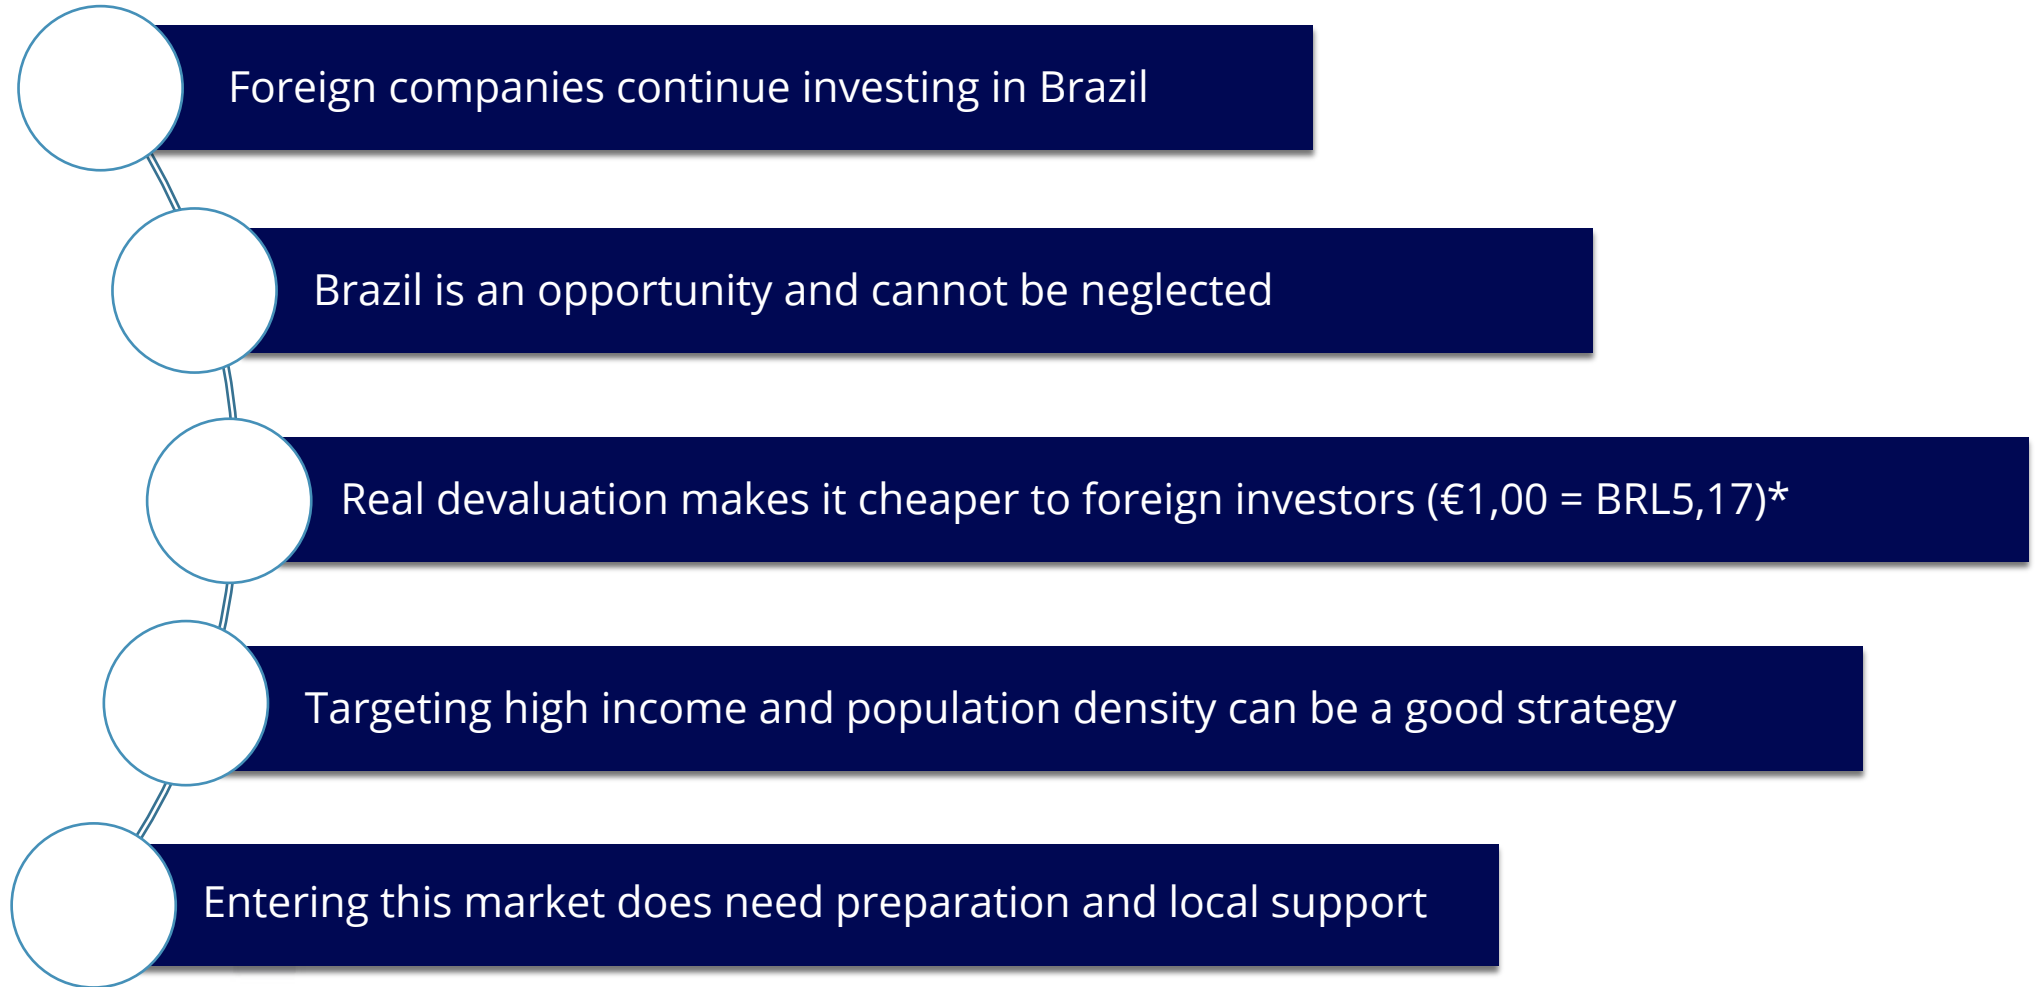 Foreign companies continue investing in Brazil
Brazil is an opportunity and cannot be neglected
Real devaluation makes it cheaper to foreign investors (€1,00 = BRL5,17)*
Targeting high income and population density can be a good strategy
Entering this market does need preparation and local support